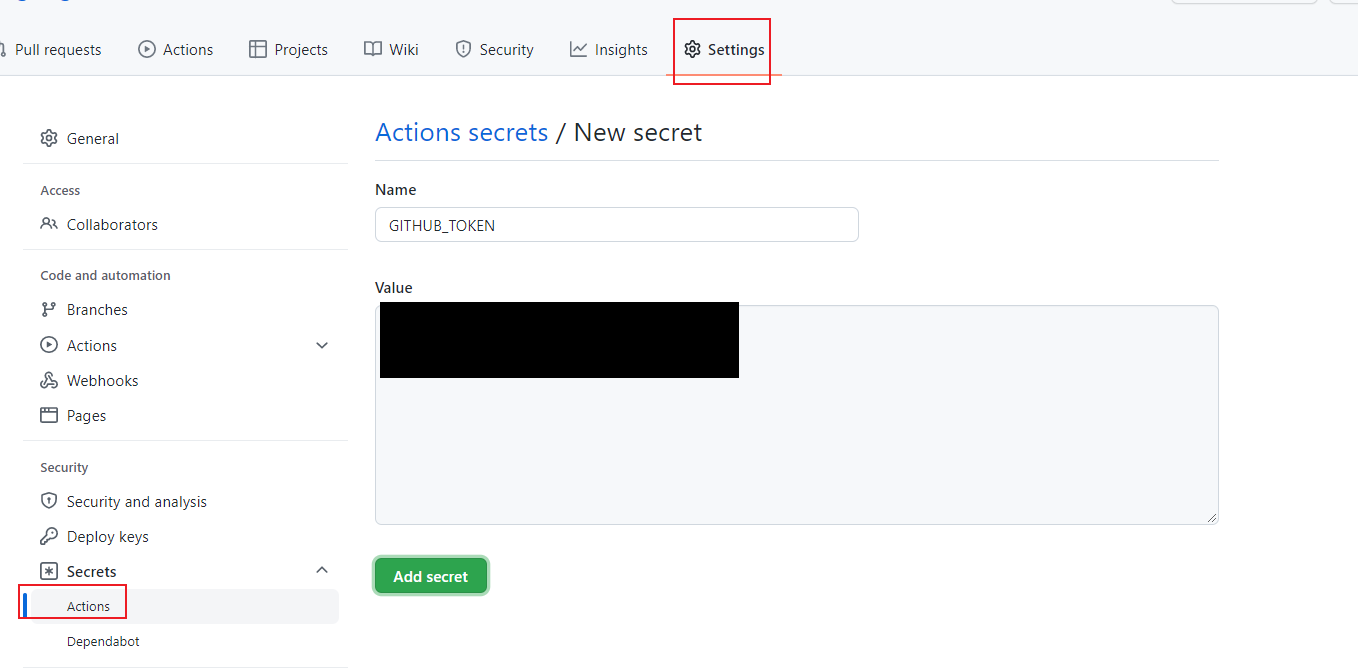 Pull requests Actions Projects Wiki Security Insights Settings
General
Access
Collaborators
Code and automation
Branches
Actions
Webhooks
Pages
Security
Security and analysis
Deploy keys
Secrets
Actions
Dependabot
Actions secrets / New secret
Name
GITHUB_TOKEN
Value
Add secret